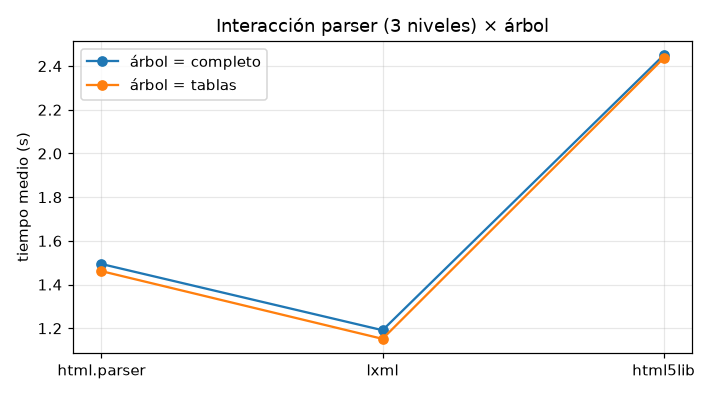 Interacción parser (3 niveles) × árbol
árbol = completo
árbol = tablas
tiempo medio (s)
2.4
2.2
2.0
1.8
1.6
1.4
1.2
html.parser
lxml
html5lib